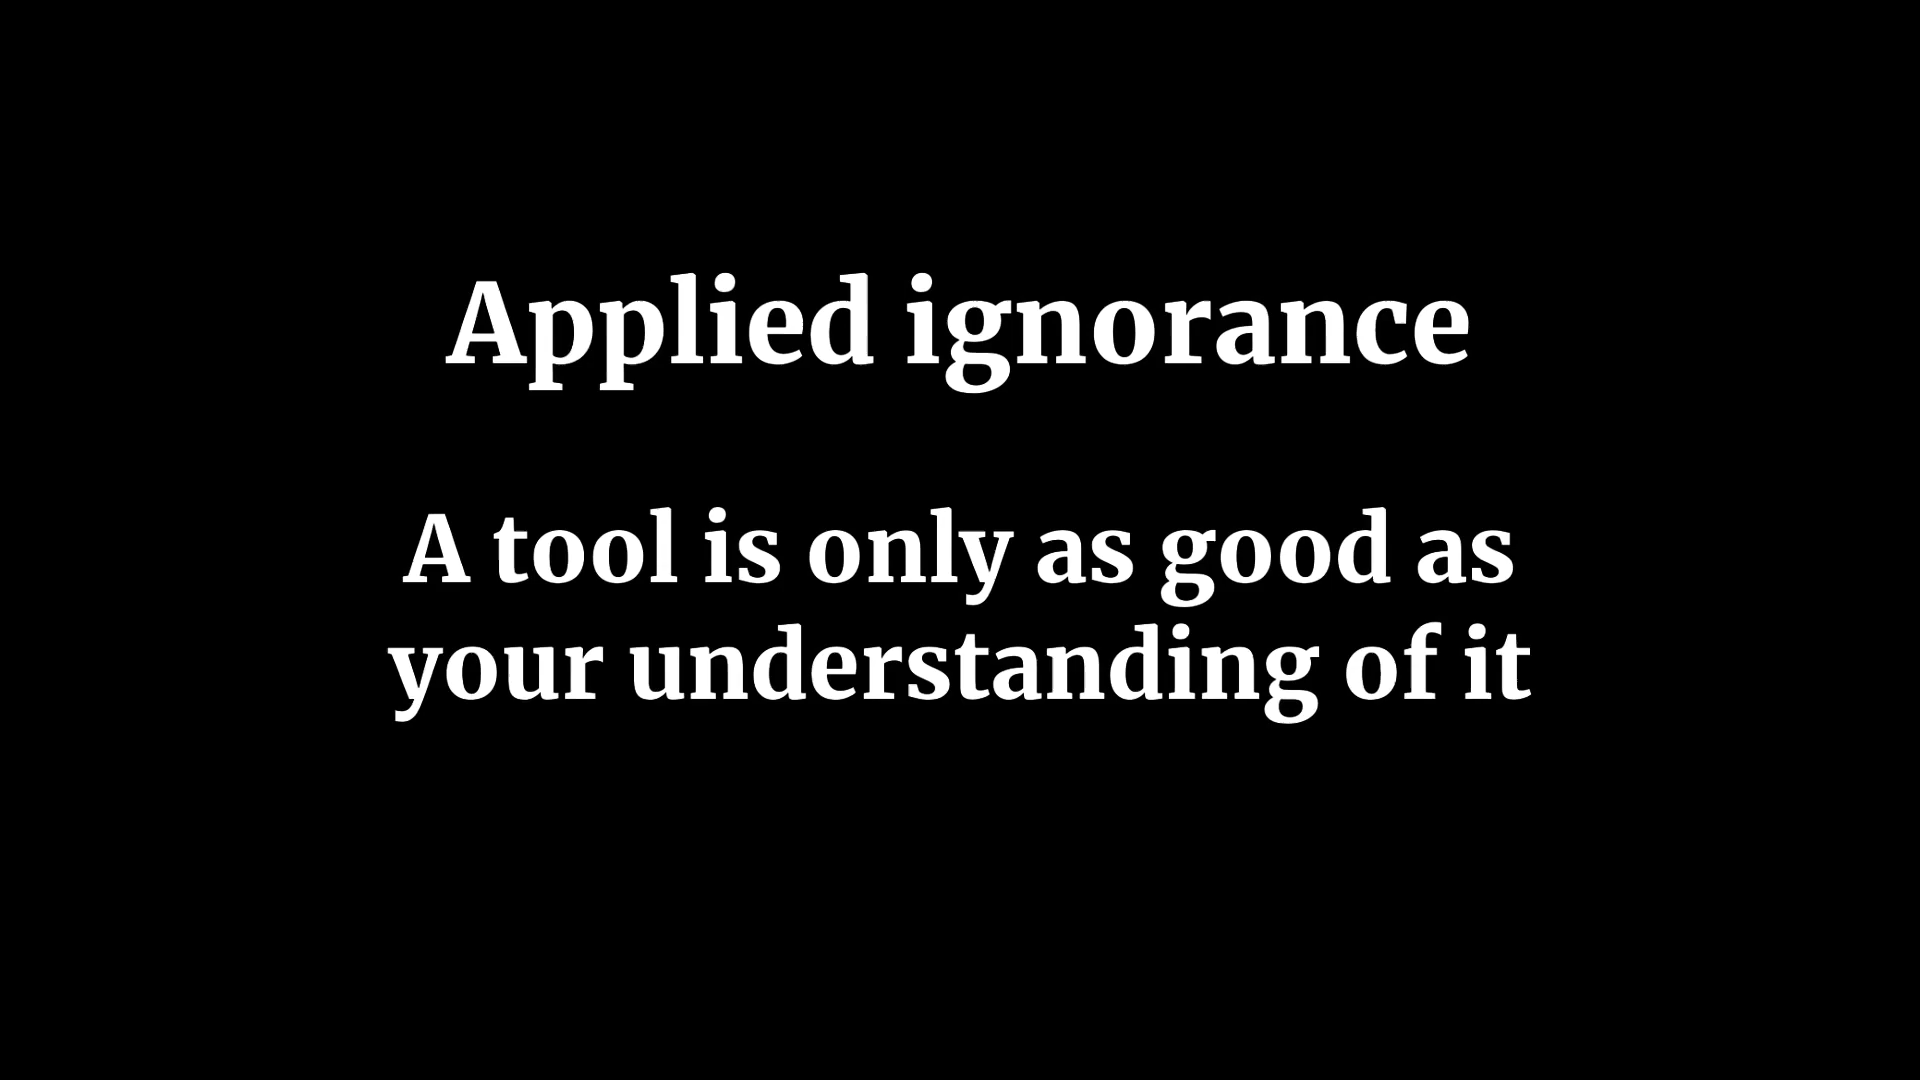 Applied ignorance
A tool is only as good as
your understanding of it